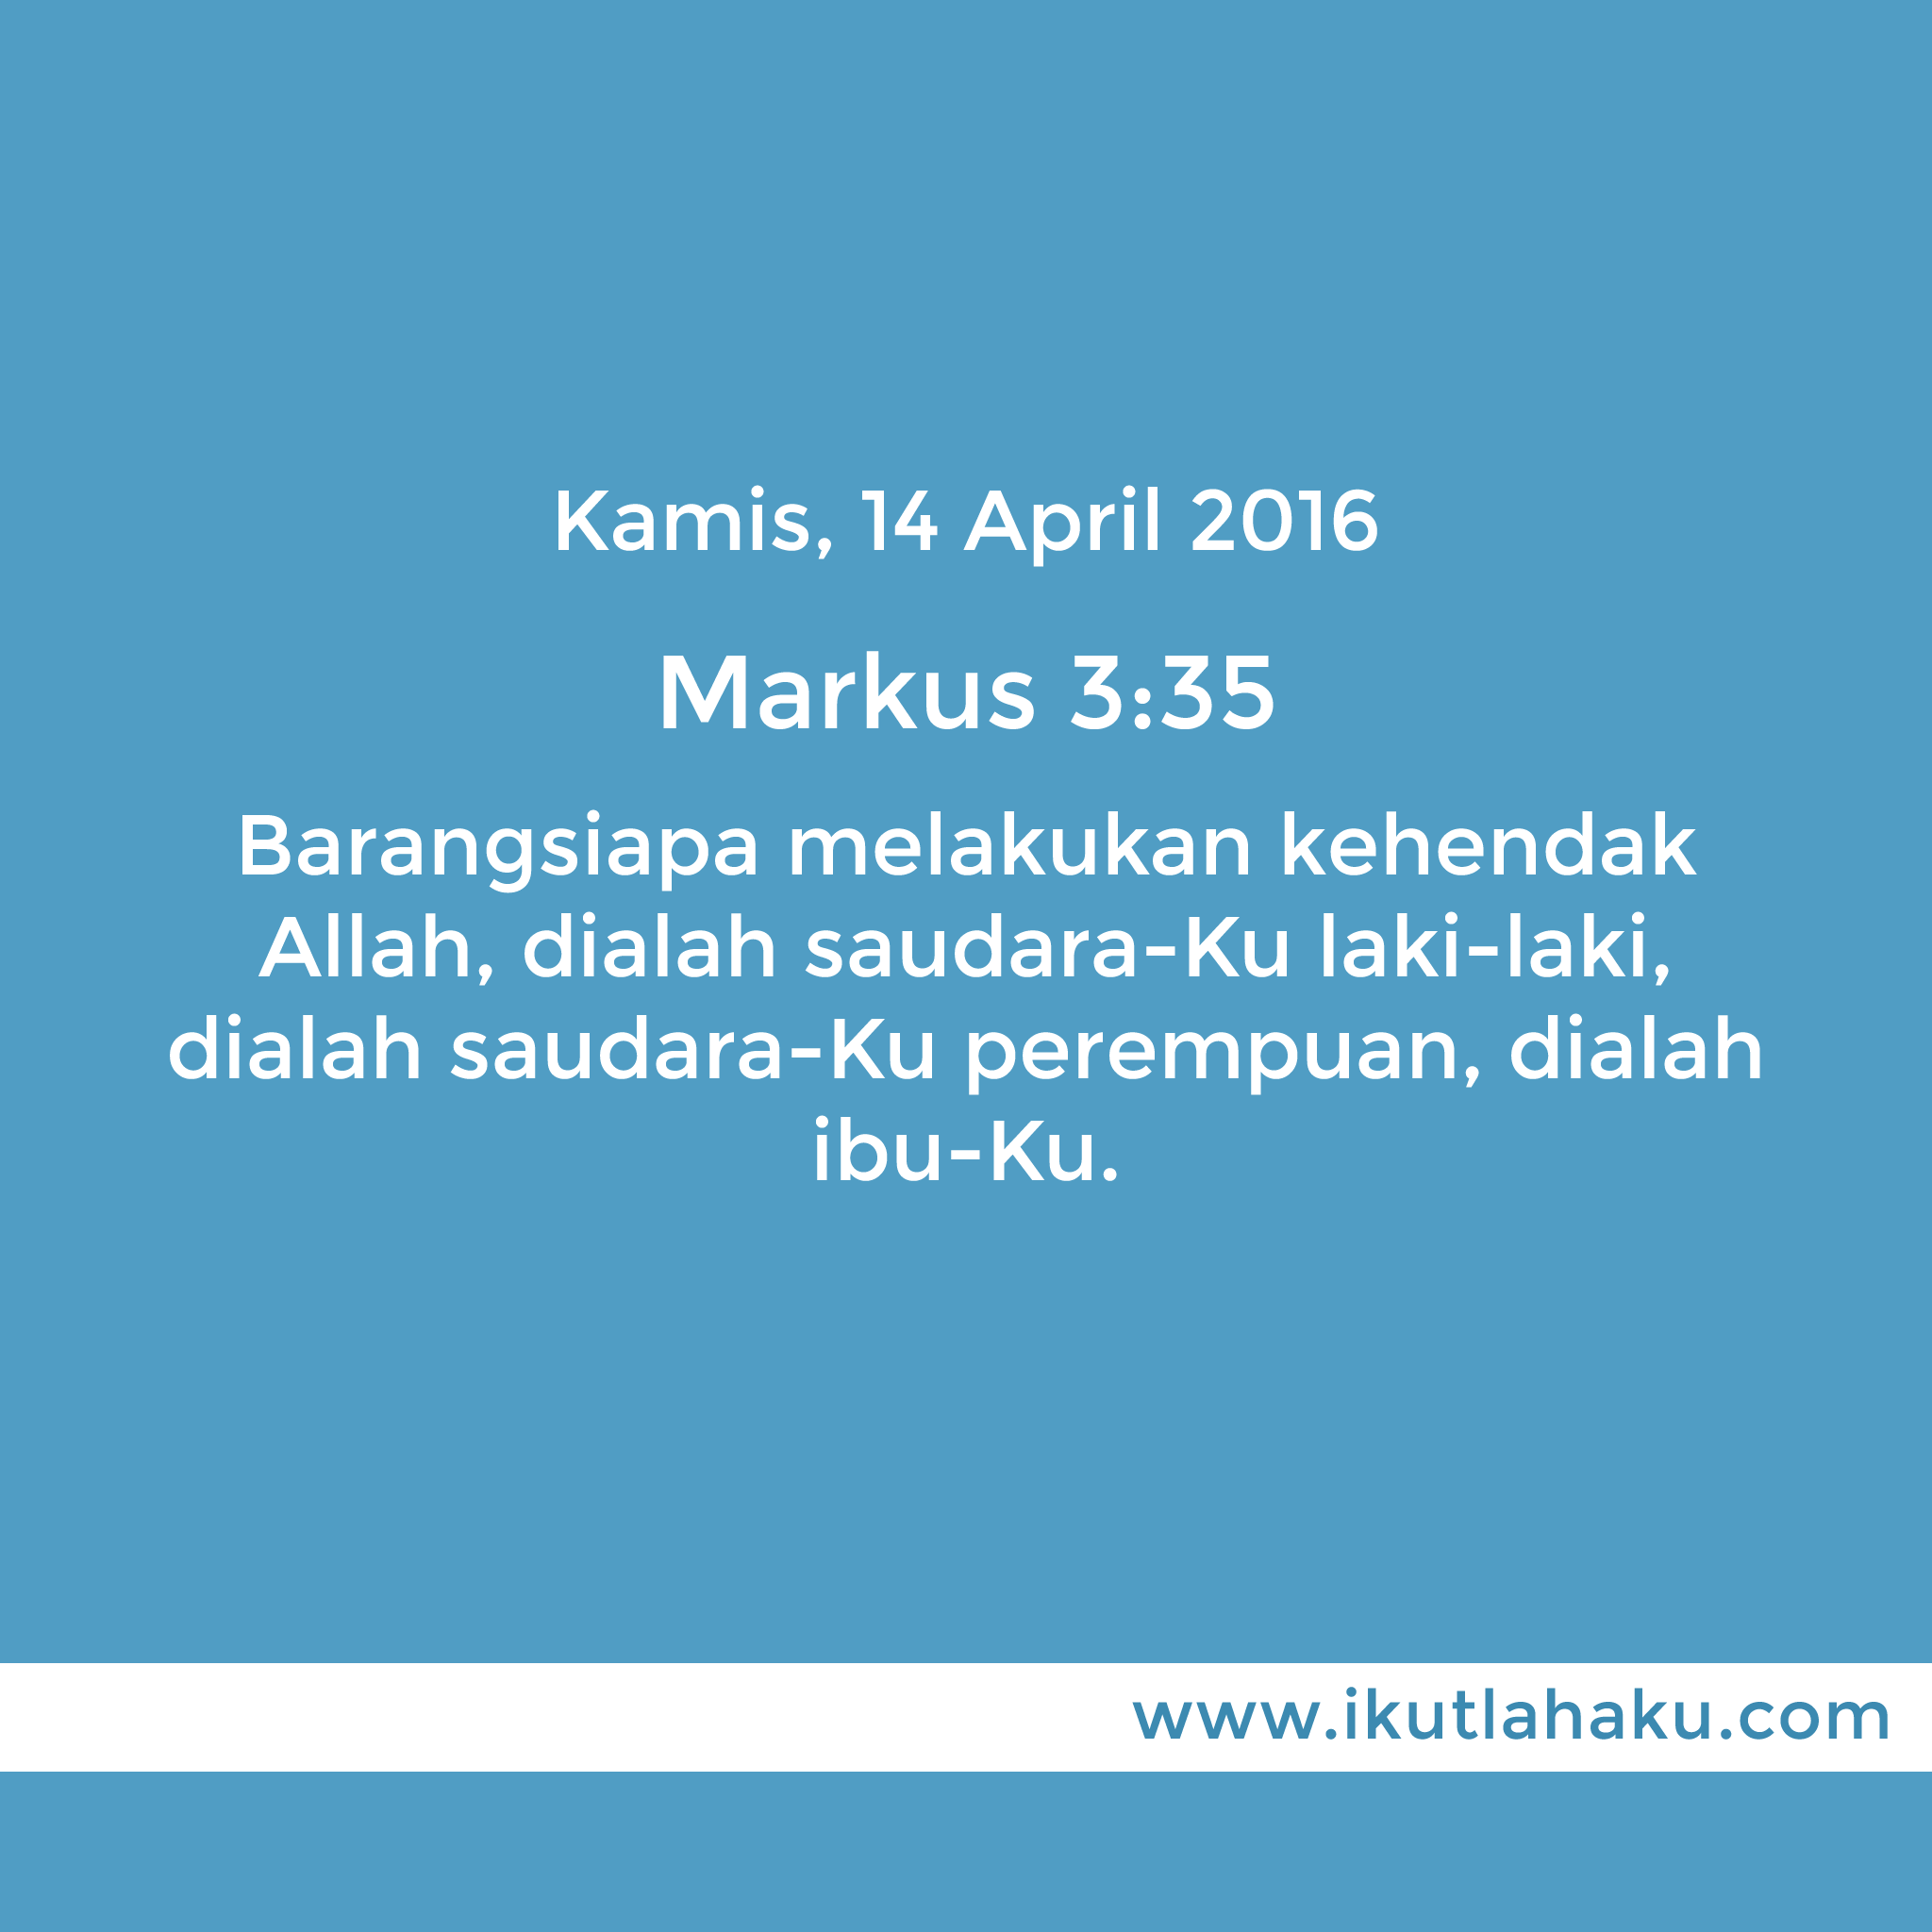 Kamis, 14 April 2016
Markus 3:35
Barangsiapa melakukan kehendak
Allah, dialah saudara-Ku laki-laki,
dialah saudara-Ku perempuan, dialah
ibu-Ku.
www.ikutlahaku.com